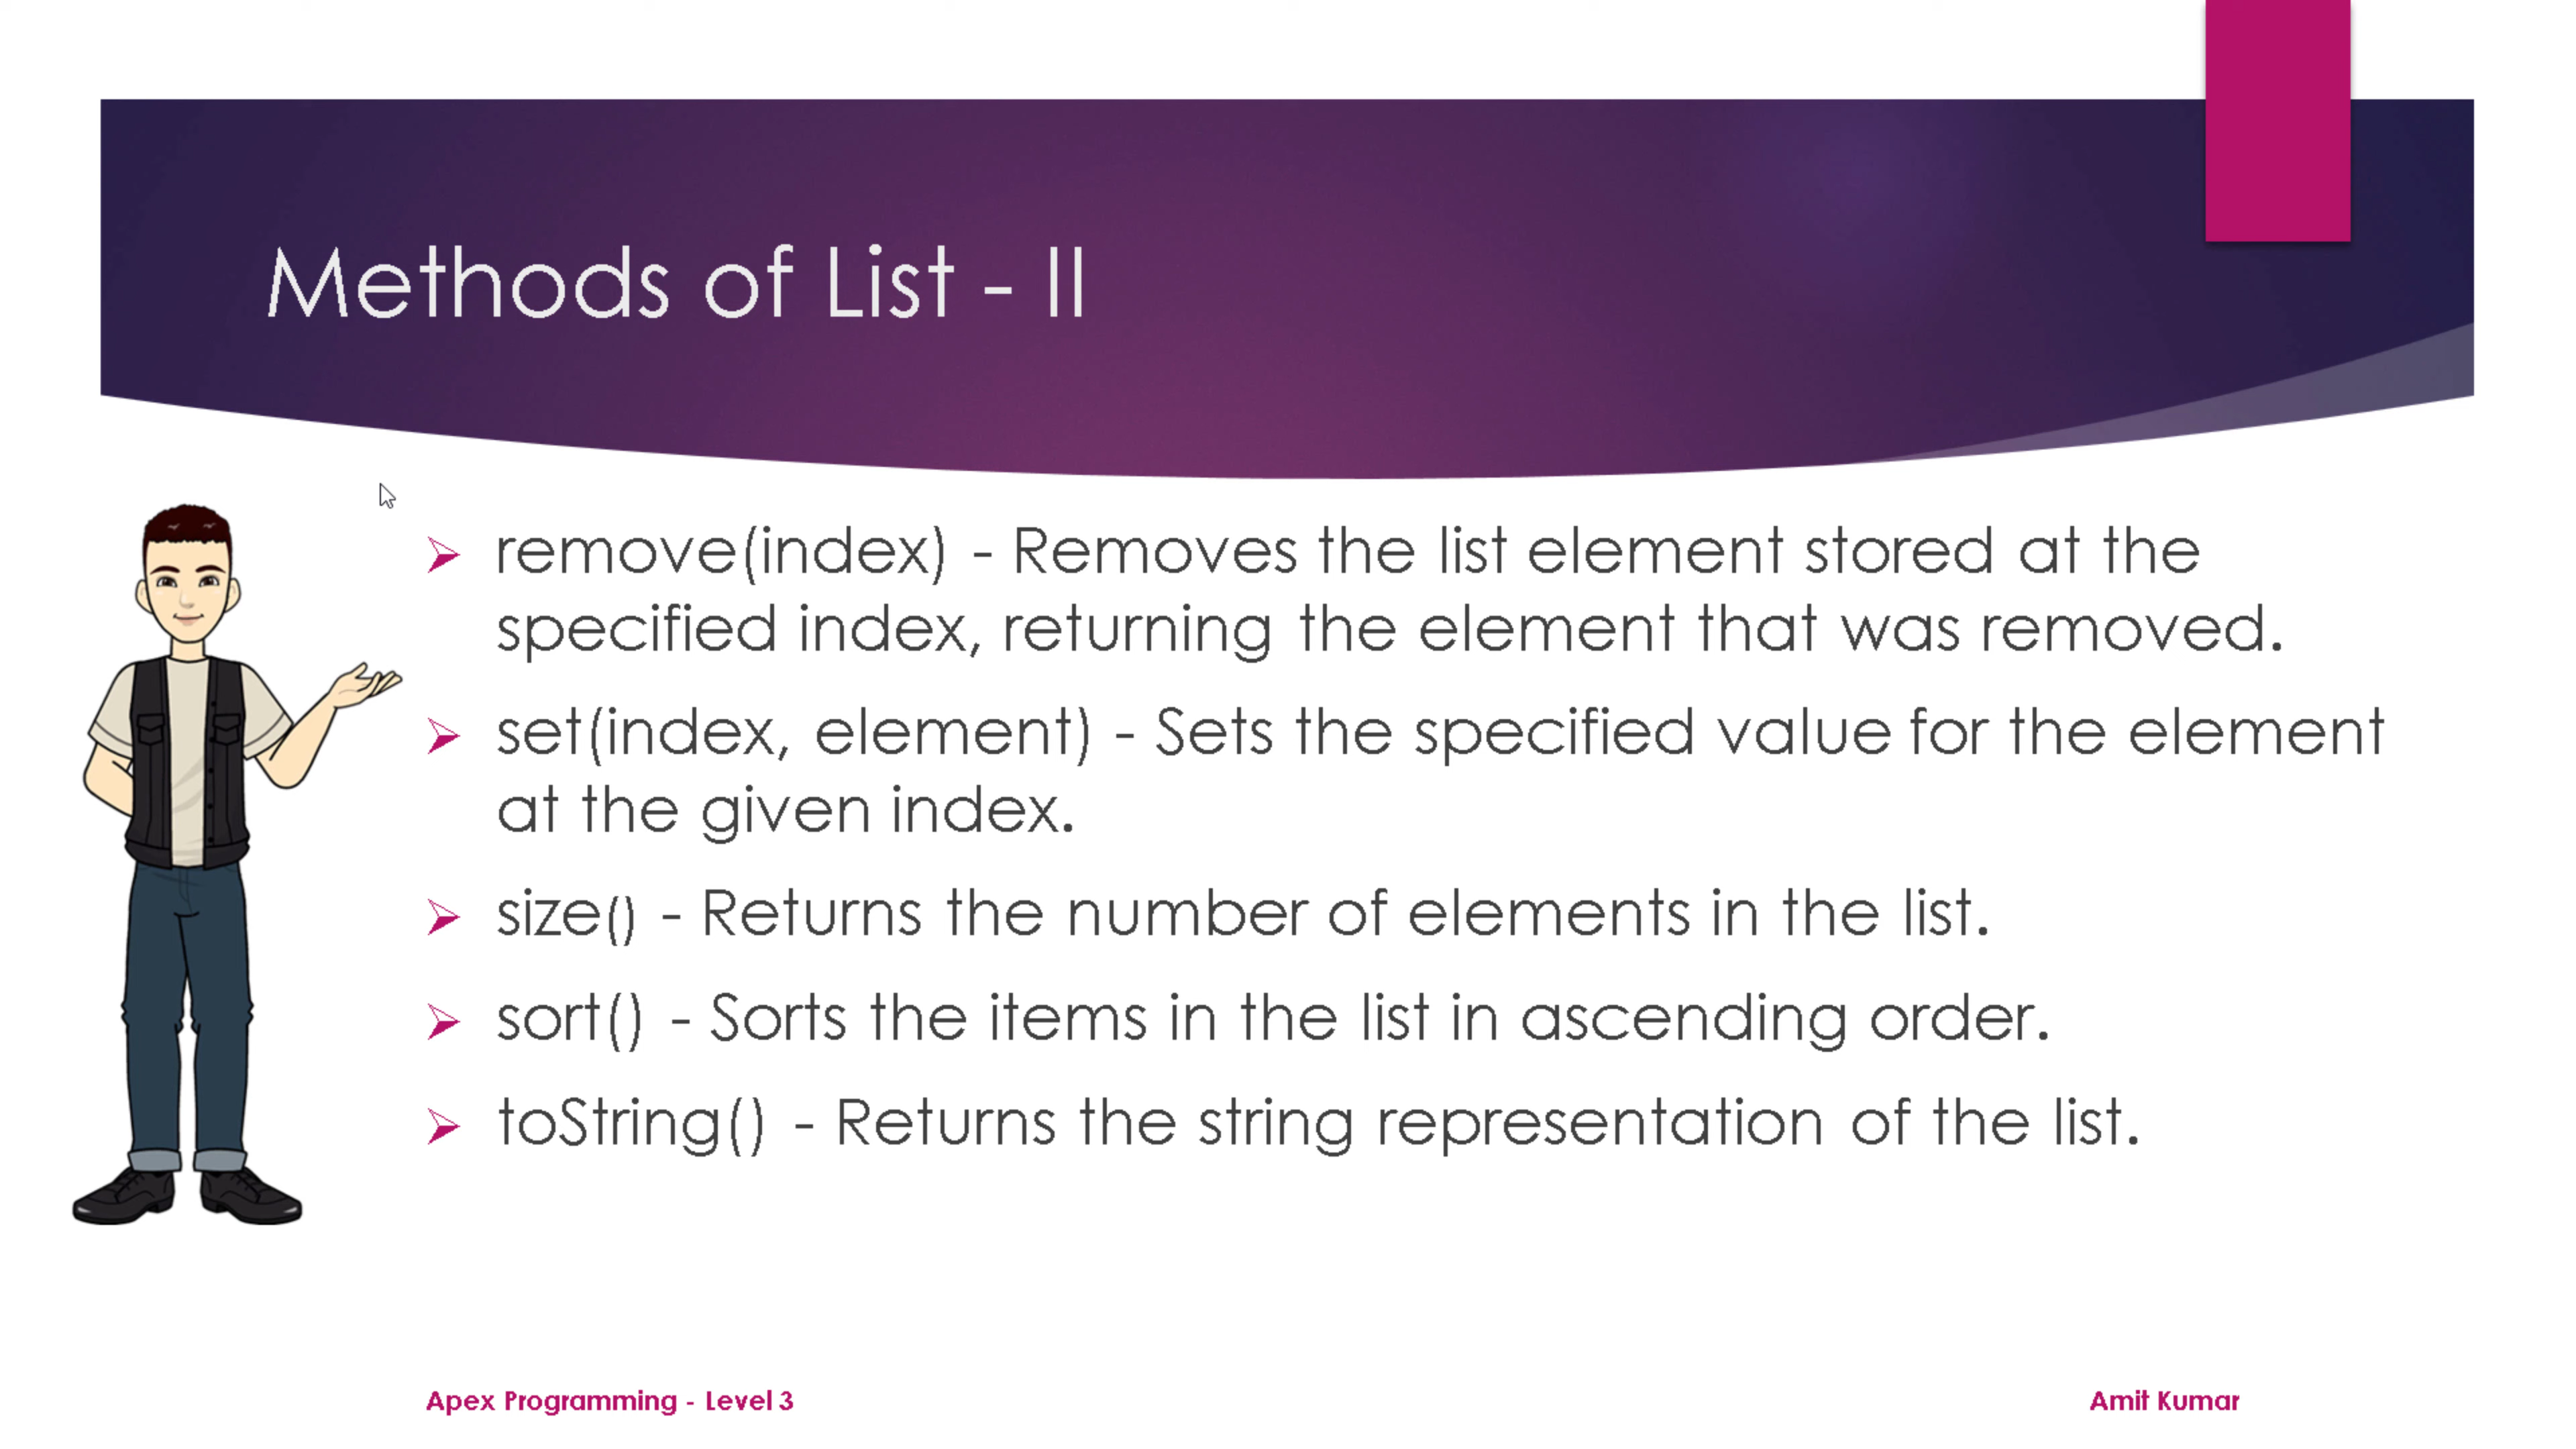 Methods of List - II
remove(index) - Removes the list element stored at the
specified index, returning the element that was removed.
set(index, element) - Sets the specified value for the element
at the given index.
size() - Returns the number of elements in the list.
sort() - Sorts the items in the list in ascending order.
toString() - Returns the string representation of the list.
Apex Programming - Level 3
Amit Kumar